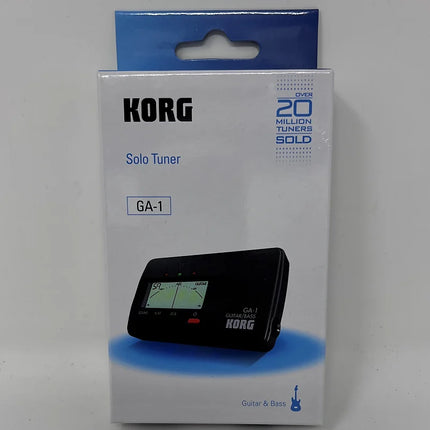 KORG
OVER
20
MILLION
TUNERS
SOLD
Solo Tuner
GA-1
GA-1
GUITAR/BASS
KORG
Guitar & Bass